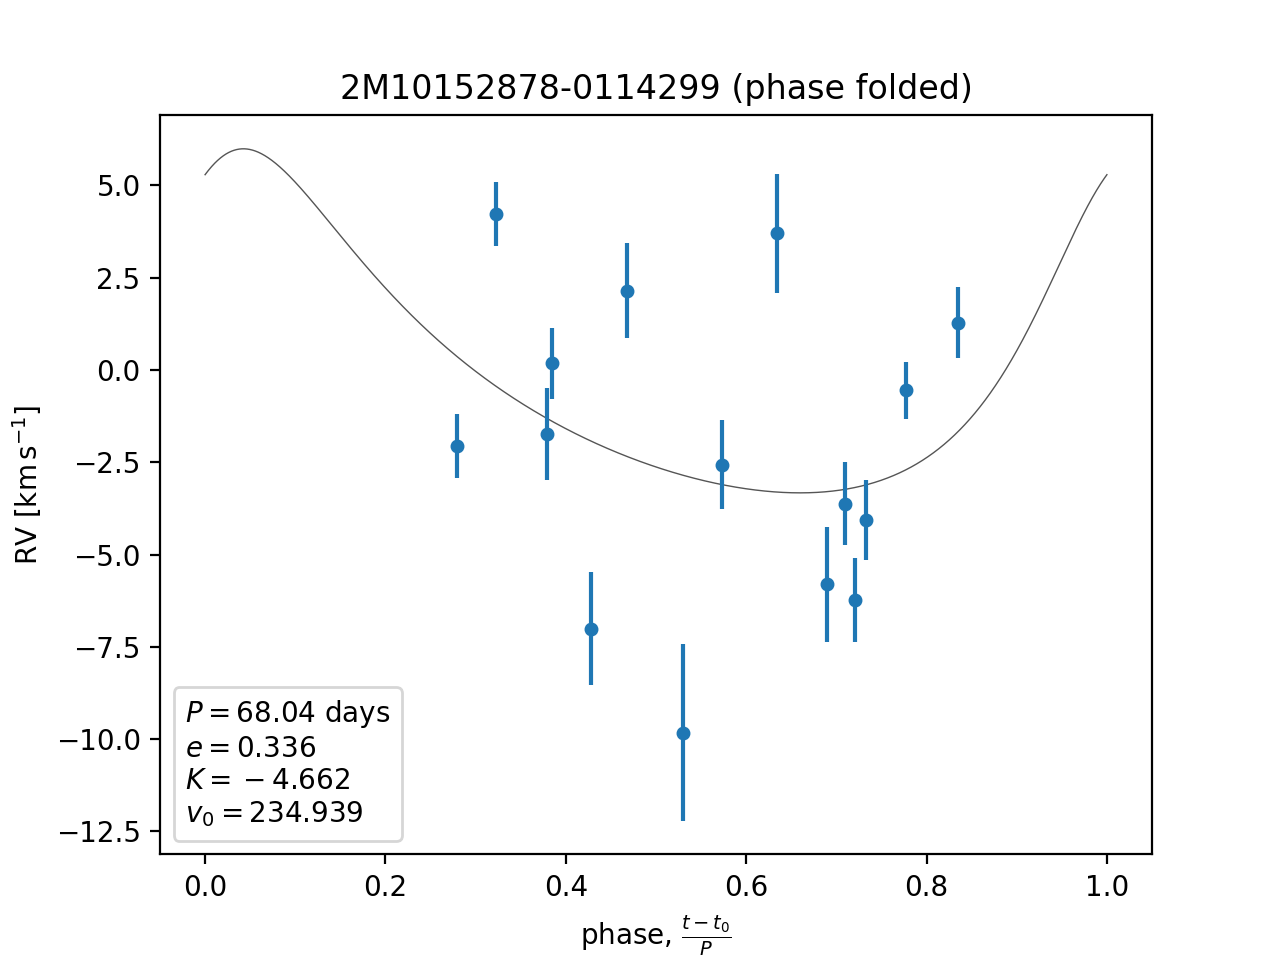 2M10152878-0114299 (phase folded)
RV [km s⁻¹]
5.0
2.5
0.0
−2.5
−5.0
−7.5
−10.0
−12.5
P = 68.04 days
e = 0.336
K = −4.662
v₀ = 234.939
0.0 0.2 0.4 0.6 0.8 1.0
phase, (t − t₀)/P